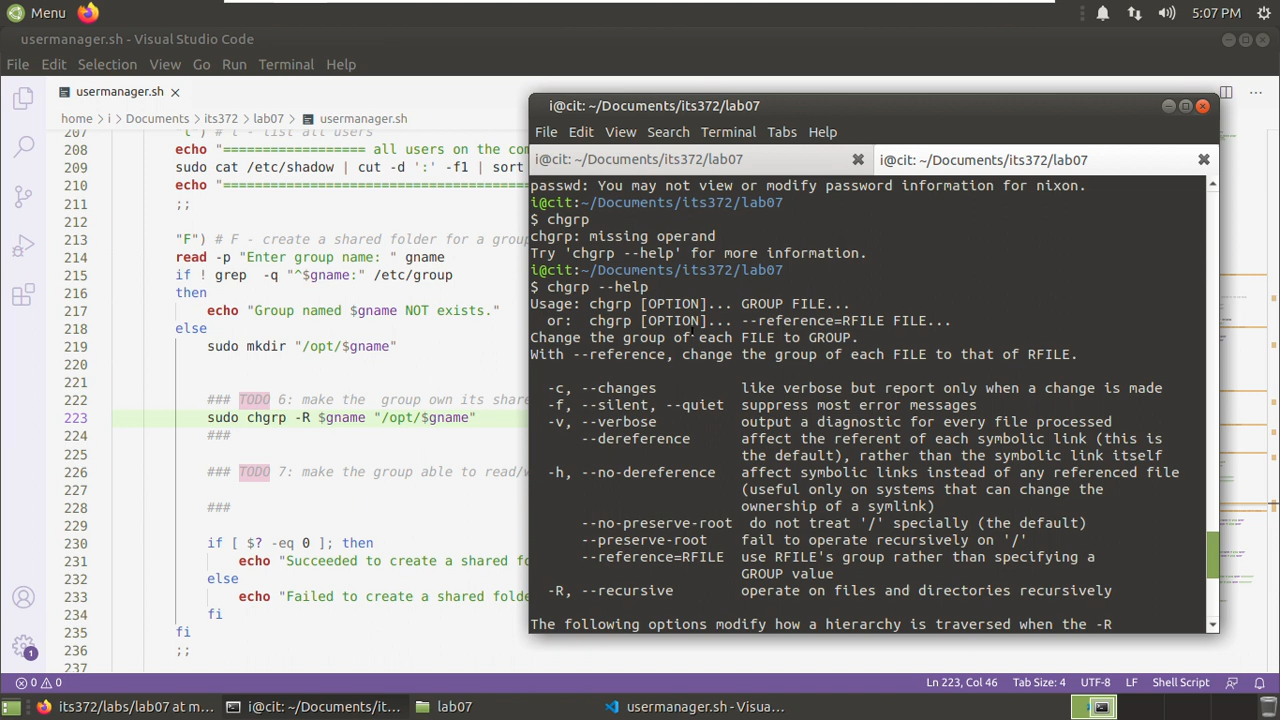 Menu
5:07 PM
usermanager.sh - Visual Studio Code
File Edit Selection View Go Run Terminal Help
usermanager.sh
home › i › Documents › its372 › lab07 › usermanager.sh
207 "l") # l - list all users
208 echo "================== all users on the com
209 sudo cat /etc/shadow | cut -d ':' -f1 | sort
210 echo "====================================
211 ;;
212
213 "F") # F - create a shared folder for a group
214 read -p "Enter group name: " gname
215 if ! grep -q "^$gname:" /etc/group
216 then
217 echo "Group named $gname NOT exists."
218 else
219 sudo mkdir "/opt/$gname"
220
221
222 ### TODO 6: make the group own its share
223 sudo chgrp -R $gname "/opt/$gname"
224 ###
225
226 ### TODO 7: make the group able to read/w
227
228 ###
229
230 if [ $? -eq 0 ]; then
231 echo "Succeeded to create a shared fo
232 else
233 echo "Failed to create a shared folde
234 fi
235 fi
236 ;;
237
i@cit: ~/Documents/its372/lab07
File Edit View Search Terminal Tabs Help
i@cit: ~/Documents/its372/lab07
i@cit: ~/Documents/its372/lab07
passwd: You may not view or modify password information for nixon.
i@cit:~/Documents/its372/lab07
$ chgrp
chgrp: missing operand
Try 'chgrp --help' for more information.
i@cit:~/Documents/its372/lab07
$ chgrp --help
Usage: chgrp [OPTION]... GROUP FILE...
or: chgrp [OPTION]... --reference=RFILE FILE...
Change the group of each FILE to GROUP.
With --reference, change the group of each FILE to that of RFILE.
-c, --changes like verbose but report only when a change is made
-f, --silent, --quiet suppress most error messages
-v, --verbose output a diagnostic for every file processed
--dereference affect the referent of each symbolic link (this is
the default), rather than the symbolic link itself
-h, --no-dereference affect symbolic links instead of any referenced file
(useful only on systems that can change the
ownership of a symlink)
--no-preserve-root do not treat '/' specially (the default)
--preserve-root fail to operate recursively on '/'
--reference=RFILE use RFILE's group rather than specifying a
GROUP value
-R, --recursive operate on files and directories recursively
The following options modify how a hierarchy is traversed when the -R
1
0 0
Ln 223, Col 46 Tab Size: 4 UTF-8 LF Shell Script
its372/labs/lab07 at m...
i@cit: ~/Documents/its...
lab07
usermanager.sh - Visua...